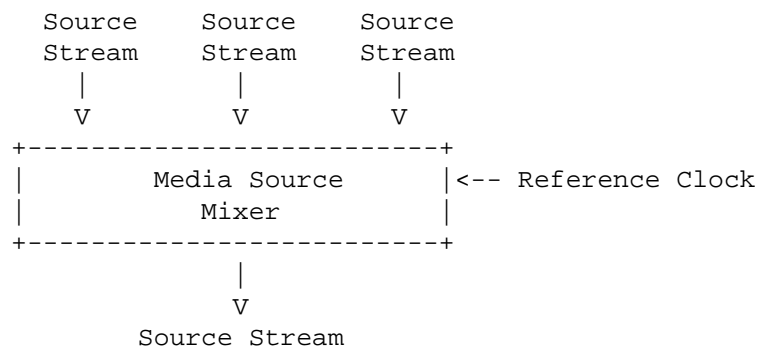 Source    Source    Source
Stream    Stream    Stream
|         |         |
V         V         V
+--------------------------+
|       Media Source       |<-- Reference Clock
|          Mixer           |
+--------------------------+
|
V
Source Stream